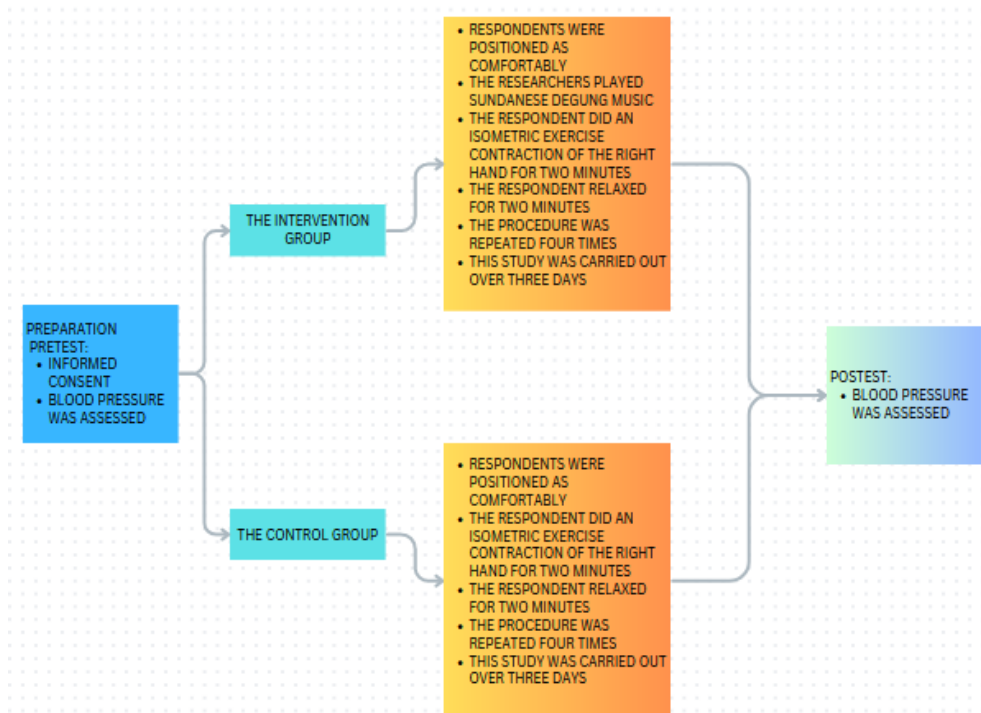 PREPARATION
PRETEST:
• INFORMED
CONSENT
• BLOOD PRESSURE
WAS ASSESSED
THE INTERVENTION
GROUP
• RESPONDENTS WERE
POSITIONED AS
COMFORTABLY
• THE RESEARCHERS PLAYED
SUNDANESE DEGUNG MUSIC
• THE RESPONDENT DID AN
ISOMETRIC EXERCISE
CONTRACTION OF THE RIGHT
HAND FOR TWO MINUTES
• THE RESPONDENT RELAXED
FOR TWO MINUTES
• THE PROCEDURE WAS
REPEATED FOUR TIMES
• THIS STUDY WAS CARRIED OUT
OVER THREE DAYS
THE CONTROL GROUP
• RESPONDENTS WERE
POSITIONED AS
COMFORTABLY
• THE RESPONDENT DID AN
ISOMETRIC EXERCISE
CONTRACTION OF THE RIGHT
HAND FOR TWO MINUTES
• THE RESPONDENT RELAXED
FOR TWO MINUTES
• THE PROCEDURE WAS
REPEATED FOUR TIMES
• THIS STUDY WAS CARRIED OUT
OVER THREE DAYS
POSTEST:
• BLOOD PRESSURE
WAS ASSESSED